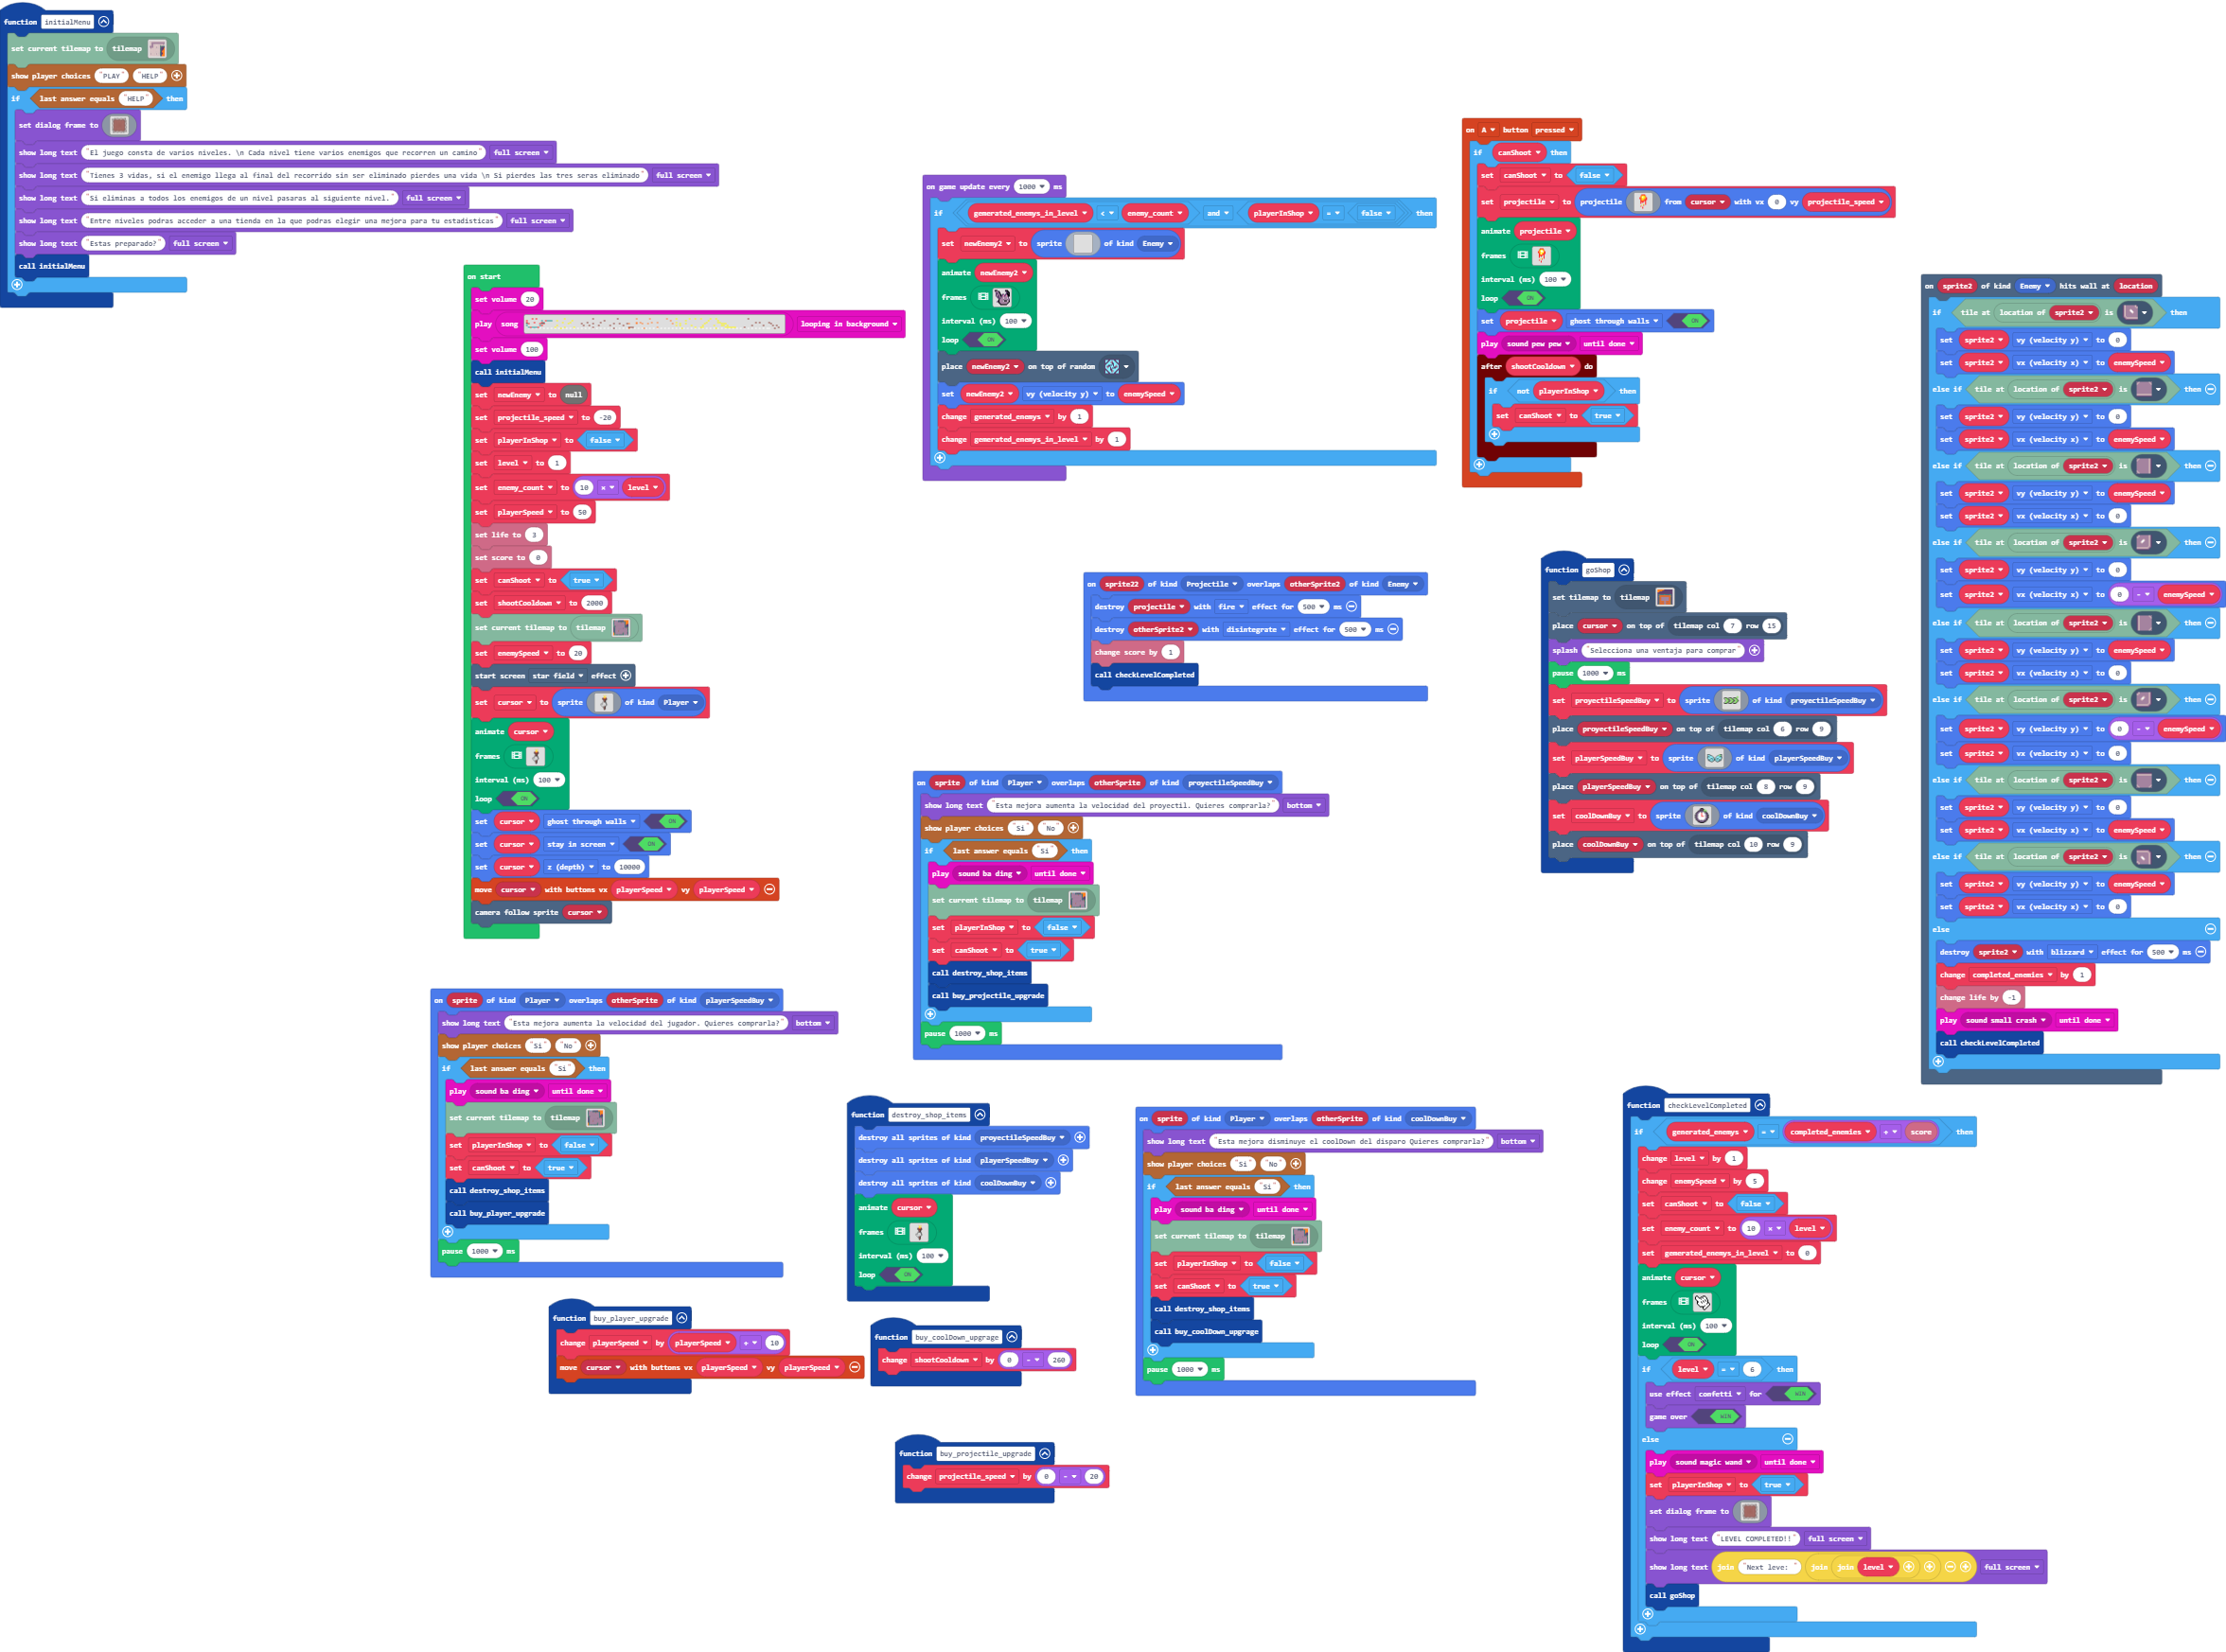 function initialMenu
set current tilemap to tilemap
show player choices "PLAY" "HELP"
if last answer equals "HELP" then
set dialog frame to
show long text "El juego consta de varios niveles. \n Cada nivel tiene varios enemigos que recorren un camino" full screen
show long text "Tienes 3 vidas, si el enemigo llega al final del recorrido sin ser eliminado pierdes una vida \n Si pierdes las tres seras eliminado" full screen
show long text "Si eliminas a todos los enemigos de un nivel pasaras al siguiente nivel." full screen
show long text "Entre niveles podras acceder a una tienda en la que podras elegir una mejora para tu estadisticas" full screen
show long text "Estas preparado?" full screen
call initialMenu
on start
set volume 20
play song looping in background
set volume 100
call initialMenu
set newEnemy to null
set projectile_speed to -20
set playerInShop to false
set level to 1
set enemy_count to 10 × level
set playerSpeed to 50
set life to 3
set score to 0
set canShoot to true
set shootCooldown to 2000
set current tilemap to tilemap
set enemySpeed to 20
start screen star field effect
set cursor to sprite of kind Player
animate cursor
frames
interval (ms) 100
loop ON
set cursor ghost through walls ON
set cursor stay in screen ON
set cursor z (depth) to 10000
move cursor with buttons vx playerSpeed vy playerSpeed
camera follow sprite cursor
on game update every 1000 ms
if generated_enemys_in_level < enemy_count and playerInShop = false then
set newEnemy2 to sprite of kind Enemy
animate newEnemy2
frames
interval (ms) 100
loop ON
place newEnemy2 on top of random
set newEnemy2 vy (velocity y) to enemySpeed
change generated_enemys by 1
change generated_enemys_in_level by 1
on A button pressed
if canShoot then
set canShoot to false
set projectile to projectile from cursor with vx 0 vy projectile_speed
animate projectile
frames
interval (ms) 100
loop ON
set projectile ghost through walls ON
play sound pew pew until done
after shootCooldown do
if not playerInShop then
set canShoot to true
on sprite2 of kind Enemy hits wall at location
if tile at location of sprite2 is then
set sprite2 vy (velocity y) to 0
set sprite2 vx (velocity x) to enemySpeed
else if tile at location of sprite2 is then
set sprite2 vy (velocity y) to 0
set sprite2 vx (velocity x) to enemySpeed
else if tile at location of sprite2 is then
set sprite2 vy (velocity y) to enemySpeed
set sprite2 vx (velocity x) to 0
else if tile at location of sprite2 is then
set sprite2 vy (velocity y) to 0
set sprite2 vx (velocity x) to 0 - enemySpeed
else if tile at location of sprite2 is then
set sprite2 vy (velocity y) to enemySpeed
set sprite2 vx (velocity x) to 0
else if tile at location of sprite2 is then
set sprite2 vy (velocity y) to 0 - enemySpeed
set sprite2 vx (velocity x) to 0
else if tile at location of sprite2 is then
set sprite2 vy (velocity y) to 0
set sprite2 vx (velocity x) to enemySpeed
else if tile at location of sprite2 is then
set sprite2 vy (velocity y) to enemySpeed
set sprite2 vx (velocity x) to 0
else
destroy sprite2 with blizzard effect for 500 ms
change completed_enemies by 1
change life by -1
play sound small crash until done
call checkLevelCompleted
on sprite22 of kind Projectile overlaps otherSprite2 of kind Enemy
destroy projectile with fire effect for 500 ms
destroy otherSprite2 with disintegrate effect for 500 ms
change score by 1
call checkLevelCompleted
function goShop
set tilemap to tilemap
place cursor on top of tilemap col 7 row 15
splash "Selecciona una ventaja para comprar"
pause 1000 ms
set proyectileSpeedBuy to sprite of kind proyectileSpeedBuy
place proyectileSpeedBuy on top of tilemap col 6 row 9
set playerSpeedBuy to sprite of kind playerSpeedBuy
place playerSpeedBuy on top of tilemap col 8 row 9
set coolDownBuy to sprite of kind coolDownBuy
place coolDownBuy on top of tilemap col 10 row 9
on sprite of kind Player overlaps otherSprite of kind proyectileSpeedBuy
show long text "Esta mejora aumenta la velocidad del proyectil. Quieres comprarla?" bottom
show player choices "Si" "No"
if last answer equals "Si" then
play sound ba ding until done
set current tilemap to tilemap
set playerInShop to false
set canShoot to true
call destroy_shop_items
call buy_projectile_upgrade
pause 1000 ms
on sprite of kind Player overlaps otherSprite of kind playerSpeedBuy
show long text "Esta mejora aumenta la velocidad del jugador. Quieres comprarla?" bottom
show player choices "Si" "No"
if last answer equals "Si" then
play sound ba ding until done
set current tilemap to tilemap
set playerInShop to false
set canShoot to true
call destroy_shop_items
call buy_player_upgrade
pause 1000 ms
function destroy_shop_items
destroy all sprites of kind proyectileSpeedBuy
destroy all sprites of kind playerSpeedBuy
destroy all sprites of kind coolDownBuy
animate cursor
frames
interval (ms) 100
loop ON
on sprite of kind Player overlaps otherSprite of kind coolDownBuy
show long text "Esta mejora disminuye el coolDown del disparo Quieres comprarla?" bottom
show player choices "Si" "No"
if last answer equals "Si" then
play sound ba ding until done
set current tilemap to tilemap
set playerInShop to false
set canShoot to true
call destroy_shop_items
call buy_coolDown_upgrage
pause 1000 ms
function buy_player_upgrade
change playerSpeed by playerSpeed + 10
move cursor with buttons vx playerSpeed vy playerSpeed
function buy_coolDown_upgrage
change shootCooldown by 0 - 260
function buy_projectile_upgrade
change projectile_speed by 0 - 20
function checkLevelCompleted
if generated_enemys = completed_enemies + score then
change level by 1
change enemySpeed by 5
set canShoot to false
set enemy_count to 10 × level
set generated_enemys_in_level to 0
animate cursor
frames
interval (ms) 100
loop ON
if level = 6 then
use effect confetti for WIN
game over WIN
else
play sound magic wand until done
set playerInShop to true
set dialog frame to
show long text "LEVEL COMPLETED!!" full screen
show long text join "Next leve: " join join level full screen
call goShop